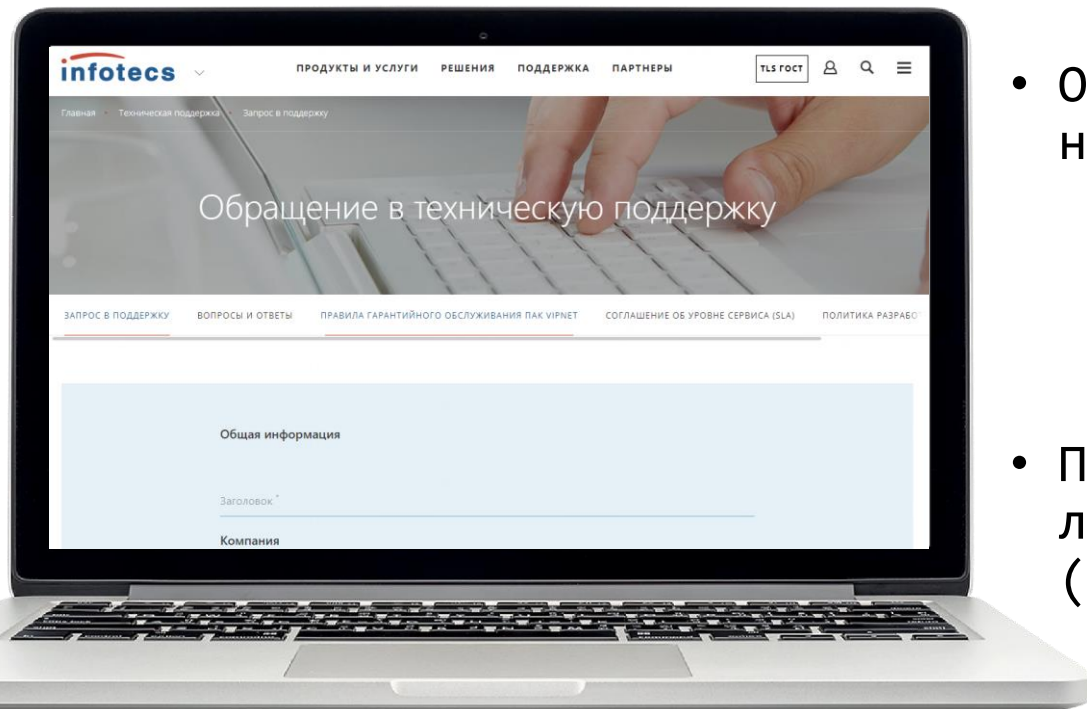 infotecs
ПРОДУКТЫ И УСЛУГИ РЕШЕНИЯ ПОДДЕРЖКА ПАРТНЕРЫ TLS ГОСТ
Главная Техническая поддержка Запрос в поддержку
Обращение в техническую поддержку
ЗАПРОС В ПОДДЕРЖКУ ВОПРОСЫ И ОТВЕТЫ ПРАВИЛА ГАРАНТИЙНОГО ОБСЛУЖИВАНИЯ ПАК VIPNET СОГЛАШЕНИЕ ОБ УРОВНЕ СЕРВИСА (SLA) ПОЛИТИКА
Общая информация
Заголовок *
Компания